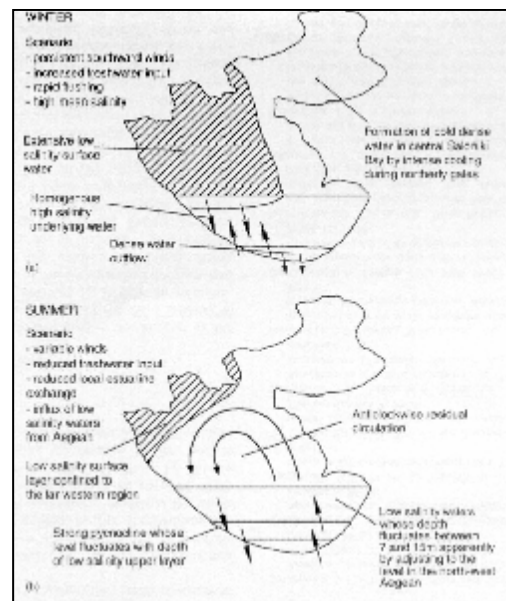 WINTER
Scenario
- persistent southward winds
- increased freshwater input
- rapid flushing
- high mean salinity
Extensive low
salinity surface
water
Homogenous
high salinity
underlying water
Dense water
outflow
Formation of cold dense
water in central
Bay by intense cooling
during northerly gales
(a)
SUMMER
Scenario
- variable winds
- reduced freshwater input
- reduced local estuarine
exchange
- influx of low
salinity waters
from Aegean
Low salinity surface
layer confined to
the far western region
Anticlockwise residual
circulation
Strong pycnocline whose
level fluctuates with depth
of low salinity upper layer
Low salinity waters
whose depth
fluctuates between
7 and 15m apparently
by adjusting to the
level in the north-west
Aegean
(b)